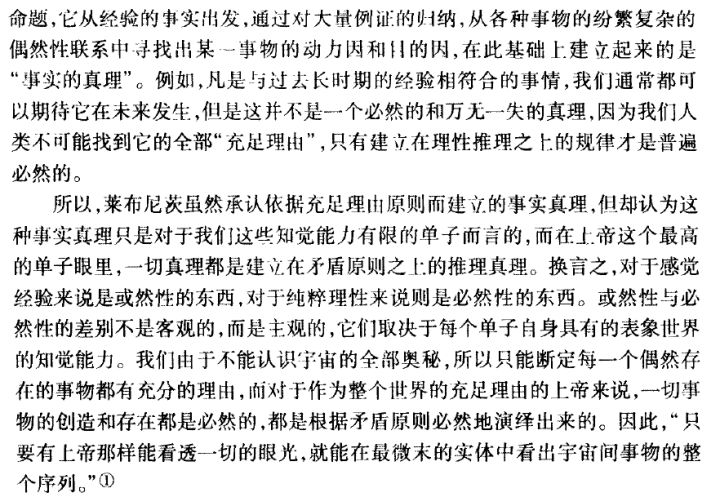 命题,它从经验的事实出发,通过对大量例证的归纳,从各种事物的纷繁复杂的
偶然性联系中寻找出某一事物的动力因和目的因,在此基础上建立起来的是
“事实的真理”。例如,凡是与过去长时期的经验相符合的事情,我们通常都可
以期待它在未来发生,但是这并不是一个必然的和万无一失的真理,因为我们人
类不可能找到它的全部“充足理由”,只有建立在理性推理之上的规律才是普遍
必然的。
所以,莱布尼茨虽然承认依据充足理由原则而建立的事实真理,但却认为这
种事实真理只是对于我们这些知觉能力有限的单子而言的,而在上帝这个最高
的单子眼里,一切真理都是建立在矛盾原则之上的推理真理。换言之,对于感觉
经验来说是或然性的东西,对于纯粹理性来说则是必然性的东西。或然性与必
然性的差别不是客观的,而是主观的,它们取决于每个单子自身具有的表象世界
的知觉能力。我们由于不能认识宇宙的全部奥秘,所以只能断定每一个偶然存
在的事物都有充分的理由,而对于作为整个世界的充足理由的上帝来说,一切事
物的创造和存在都是必然的,都是根据矛盾原则必然地演绎出来的。因此,“只
要有上帝那样能看透一切的眼光,就能在最微末的实体中看出宇宙间事物的整
个序列。”①